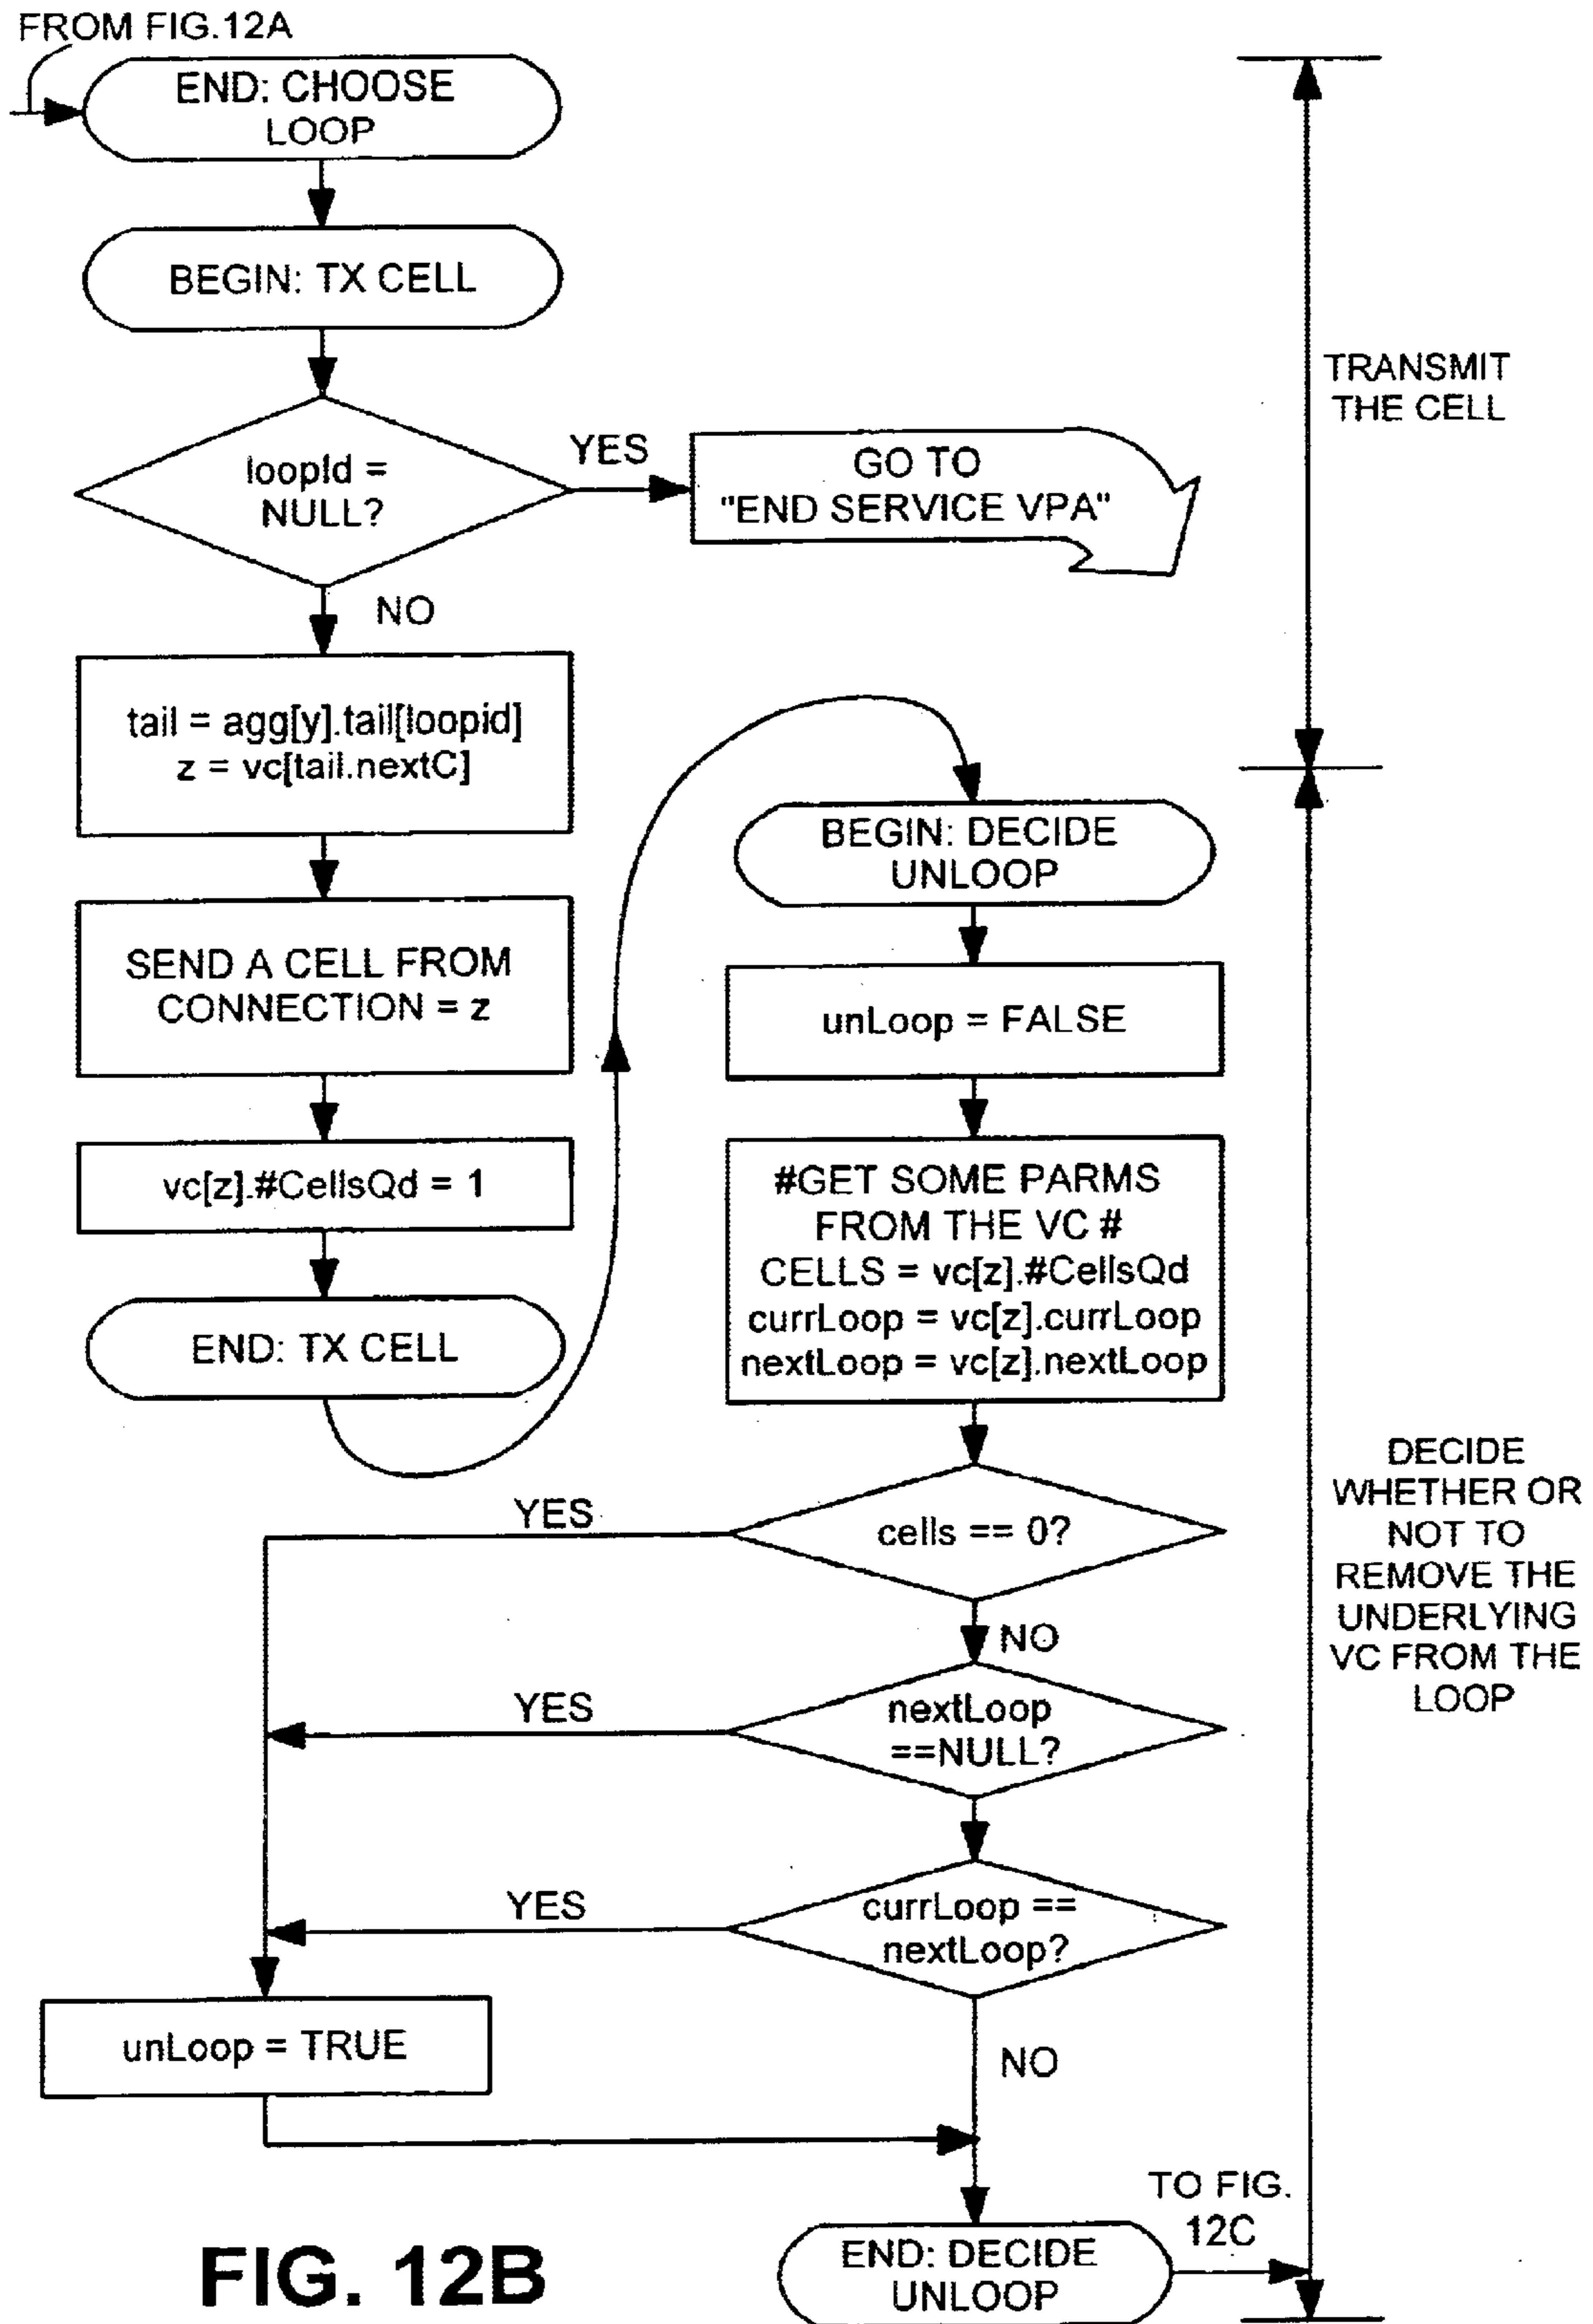 FROM FIG.12A
END: CHOOSE
LOOP
BEGIN: TX CELL
loopId =
NULL?
YES
GO TO
"END SERVICE VPA"
NO
tail = agg[y].tail[loopid]
z = vc[tail.nextC]
SEND A CELL FROM
CONNECTION = z
vc[z].#CellsQd = 1
END: TX CELL
TRANSMIT
THE CELL
BEGIN: DECIDE
UNLOOP
unLoop = FALSE
#GET SOME PARMS
FROM THE VC #
CELLS = vc[z].#CellsQd
currLoop = vc[z].currLoop
nextLoop = vc[z].nextLoop
cells == 0?
YES
NO
nextLoop
==NULL?
YES
currLoop ==
nextLoop?
YES
NO
unLoop = TRUE
DECIDE
WHETHER OR
NOT TO
REMOVE THE
UNDERLYING
VC FROM THE
LOOP
END: DECIDE
UNLOOP
TO FIG.
12C
FIG. 12B